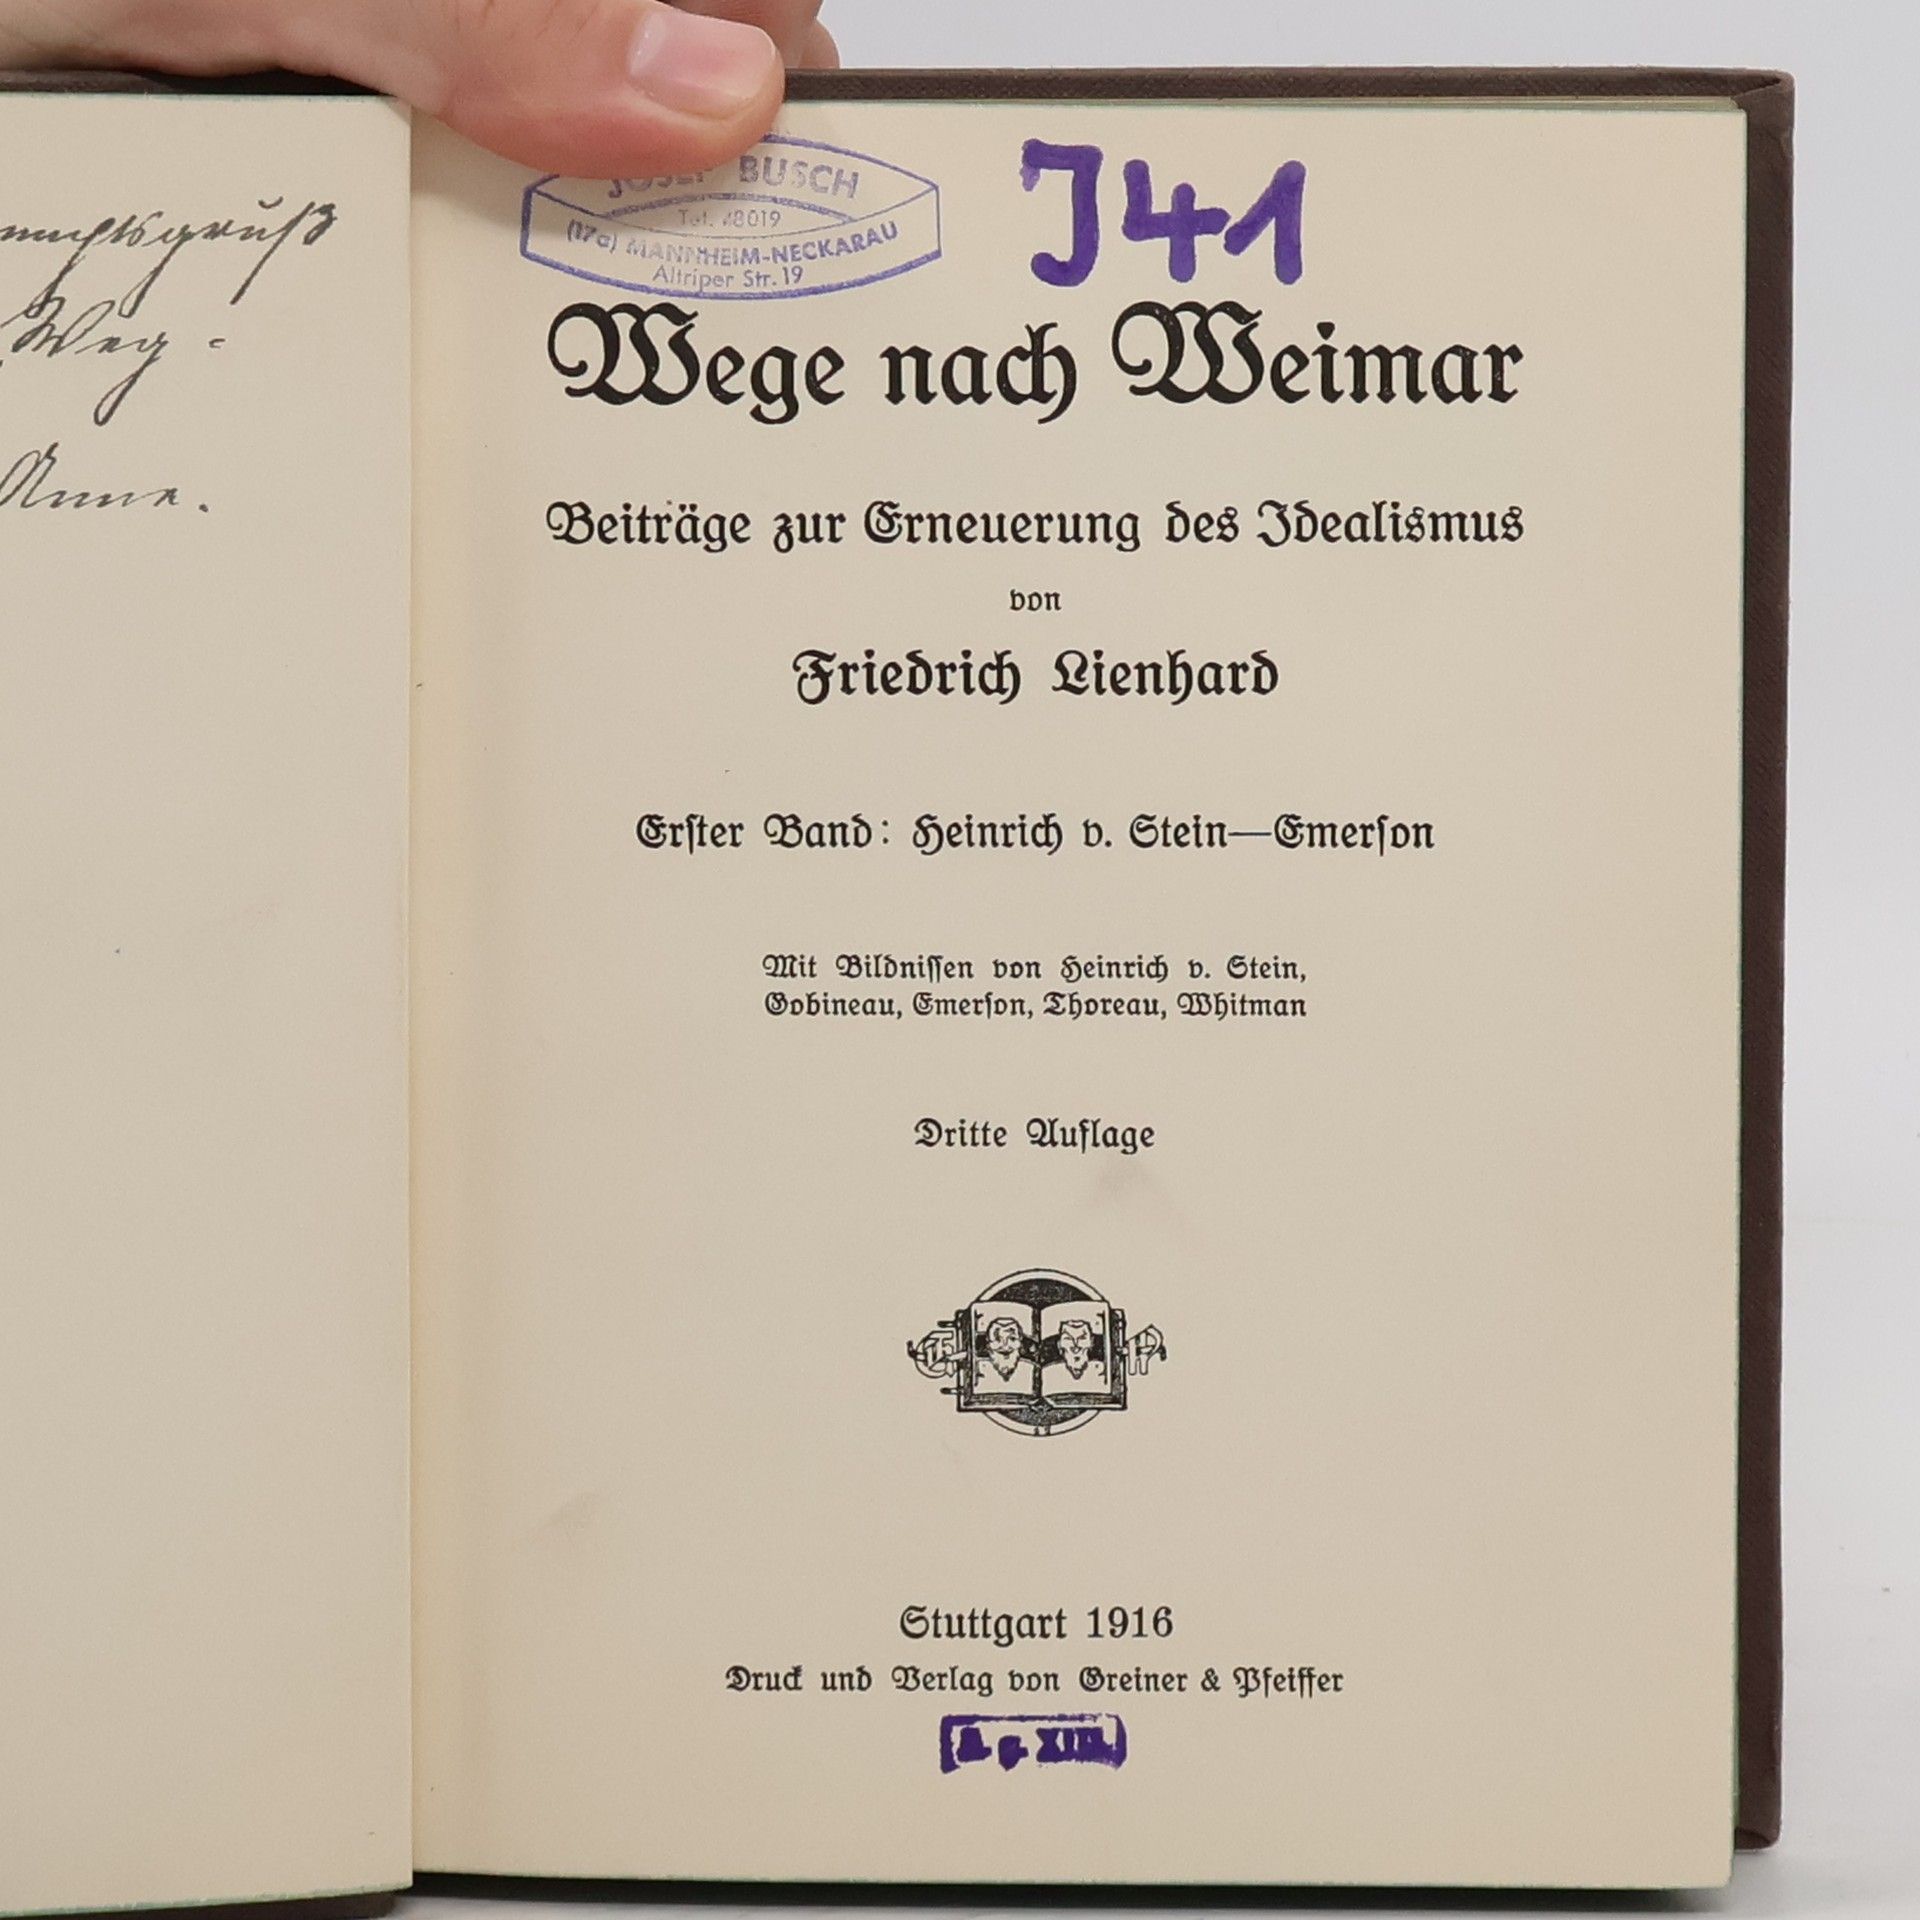 Weg-
Anne.
JOSEF BUSCH
Tel. 48019
(17a) MANNHEIM-NECKARAU
Altriper Str. 19
J41
Wege nach Weimar
Beiträge zur Erneuerung des Idealismus
von
Friedrich Lienhard
Erſter Band: Heinrich v. Stein—Emerſon
Mit Bildniſſen von Heinrich v. Stein,
Gobineau, Emerſon, Thoreau, Whitman
Dritte Auflage
Stuttgart 1916
Druck und Verlag von Greiner & Pfeiffer